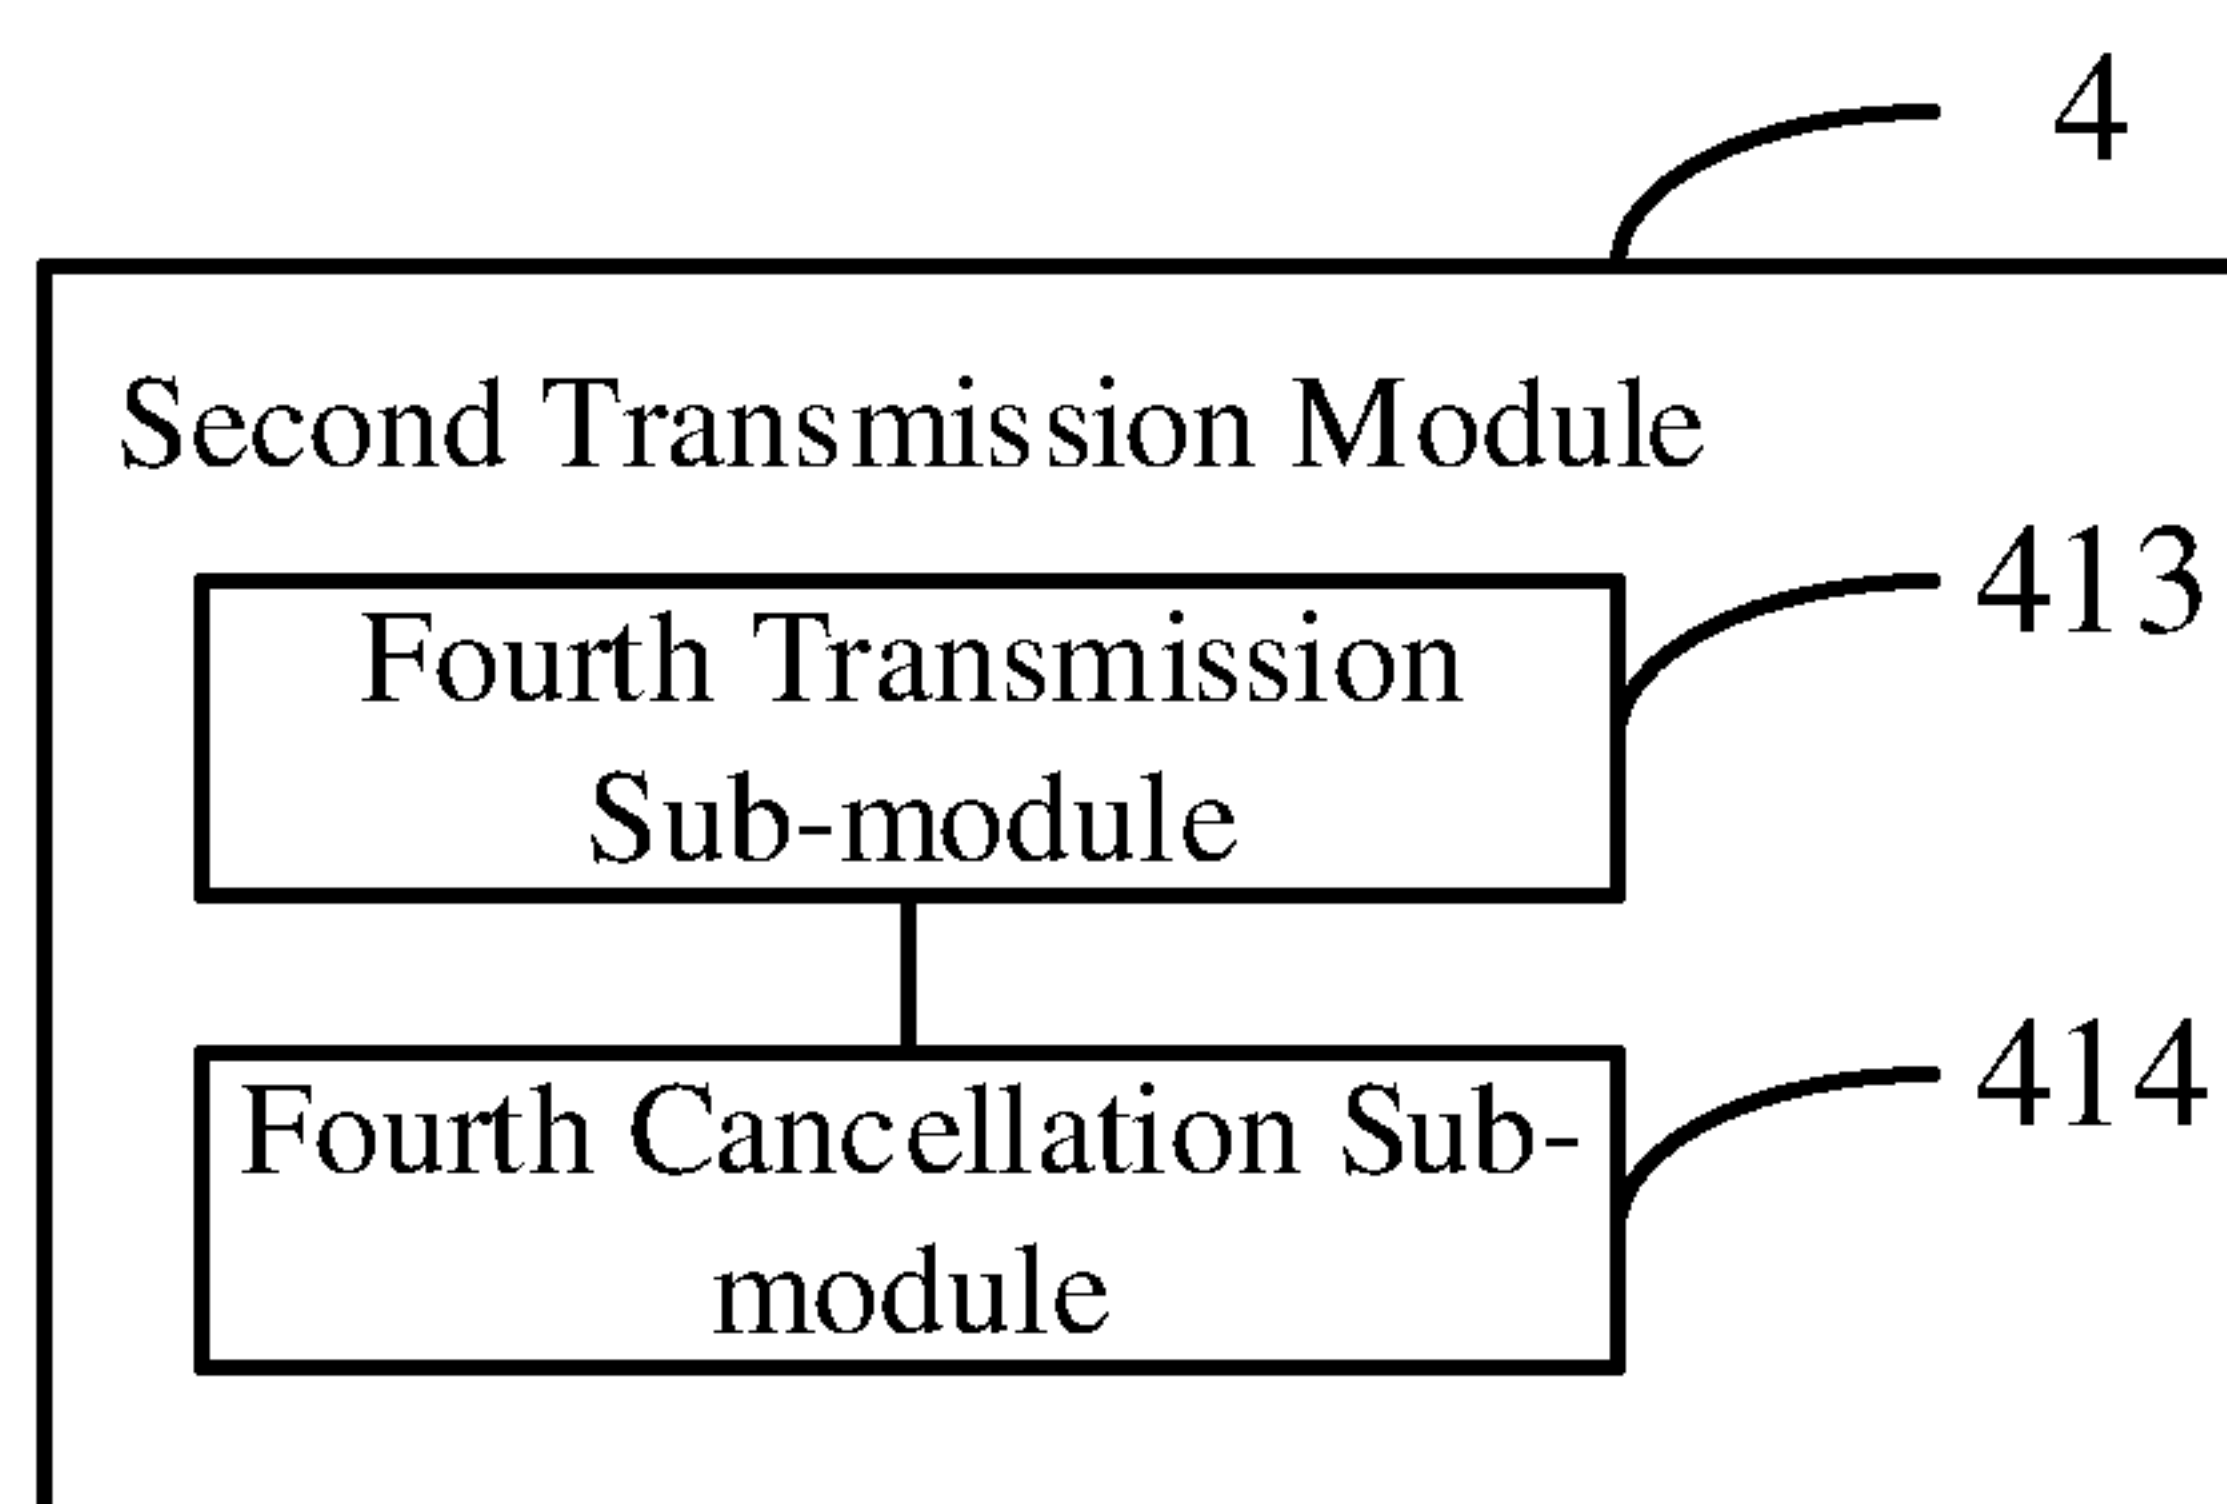 4
Second Transmission Module
413
Fourth Transmission
Sub-module
414
Fourth Cancellation Sub-
module